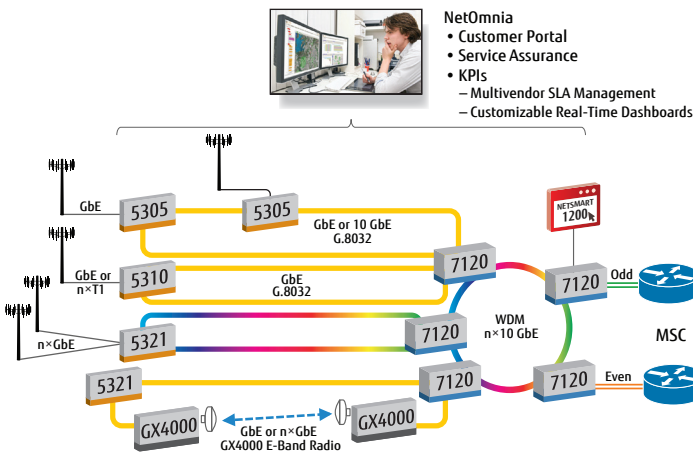 NetOmnia
• Customer Portal
• Service Assurance
• KPIs
– Multivendor SLA Management
– Customizable Real-Time Dashboards
GbE
5305
5305
GbE or 10 GbE
G.8032
NETSMART
1200
GbE or
n×T1
5310
GbE
G.8032
7120
7120
Odd
n×GbE
5321
7120
WDM
n×10 GbE
MSC
5321
7120
7120
Even
GX4000
GX4000
GbE or n×GbE
GX4000 E-Band Radio